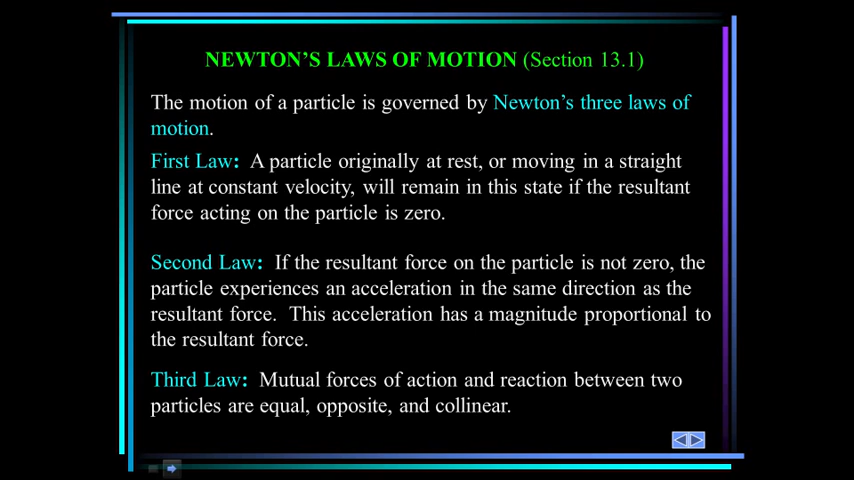 NEWTON'S LAWS OF MOTION (Section 13.1)
The motion of a particle is governed by Newton's three laws of
motion.
First Law: A particle originally at rest, or moving in a straight
line at constant velocity, will remain in this state if the resultant
force acting on the particle is zero.
Second Law: If the resultant force on the particle is not zero, the
particle experiences an acceleration in the same direction as the
resultant force. This acceleration has a magnitude proportional to
the resultant force.
Third Law: Mutual forces of action and reaction between two
particles are equal, opposite, and collinear.